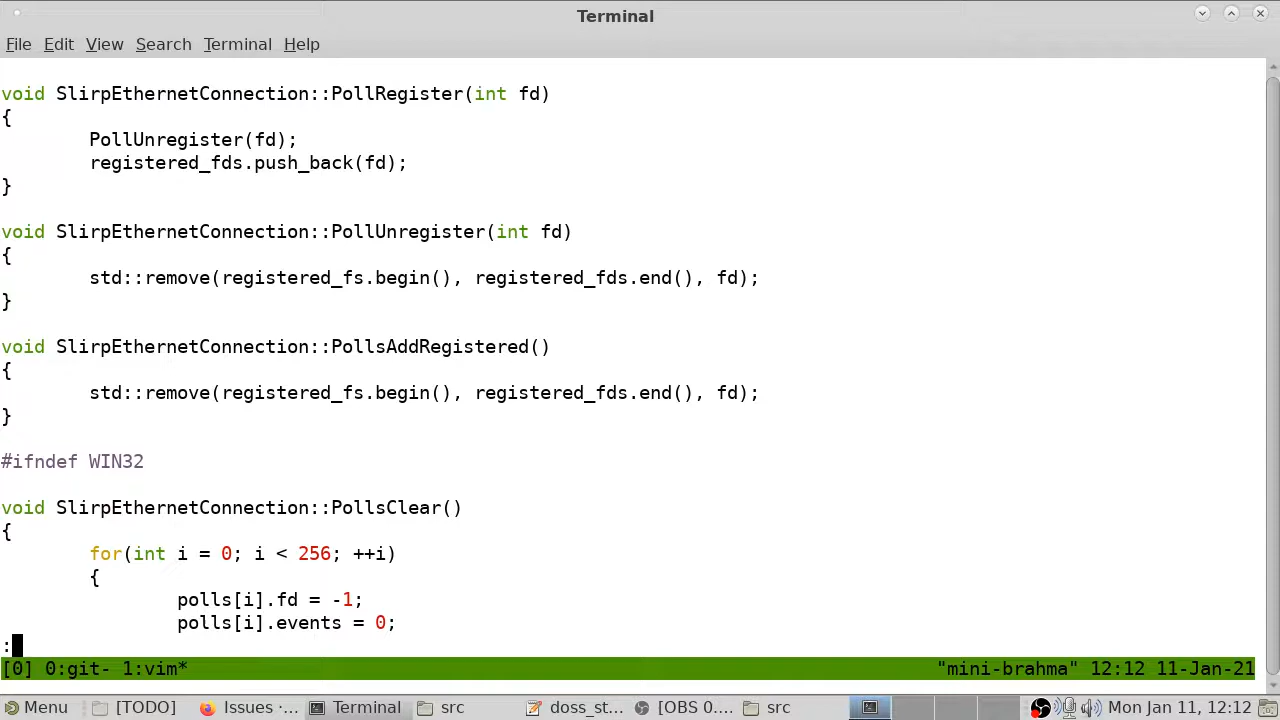 Terminal
File Edit View Search Terminal Help
void SlirpEthernetConnection::PollRegister(int fd)
{
        PollUnregister(fd);
        registered_fds.push_back(fd);
}
void SlirpEthernetConnection::PollUnregister(int fd)
{
        std::remove(registered_fs.begin(), registered_fds.end(), fd);
}
void SlirpEthernetConnection::PollsAddRegistered()
{
        std::remove(registered_fs.begin(), registered_fds.end(), fd);
}
#ifndef WIN32
void SlirpEthernetConnection::PollsClear()
{
        for(int i = 0; i < 256; ++i)
        {
                polls[i].fd = -1;
                polls[i].events = 0;
:
[0] 0:git- 1:vim* "mini-brahma" 12:12 11-Jan-21
Menu [TODO] Issues ·... Terminal src doss_st... [OBS 0.... src Mon Jan 11, 12:12